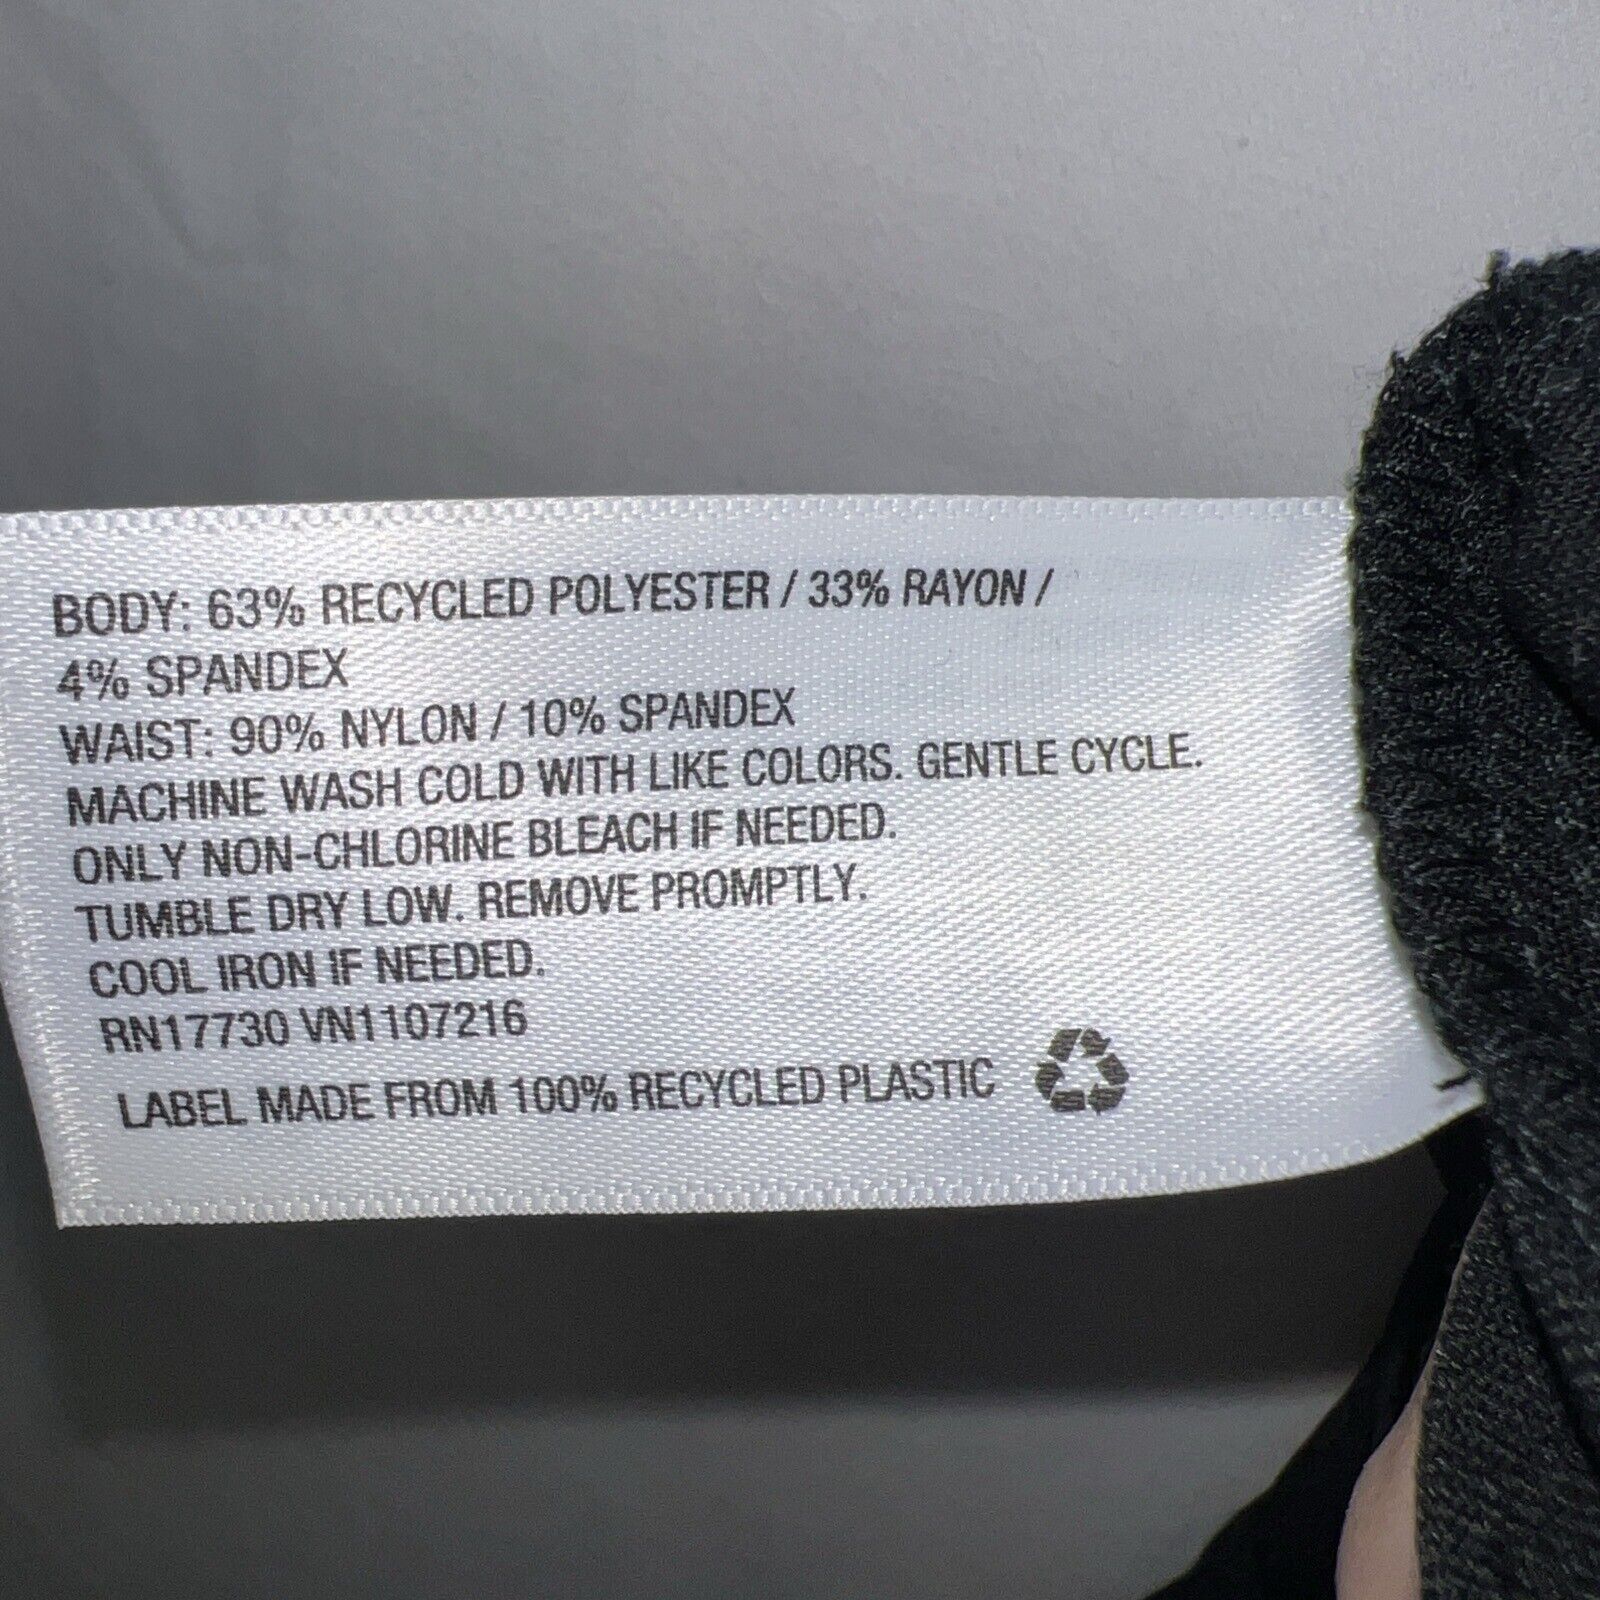 BODY: 63% RECYCLED POLYESTER / 33% RAYON /
4% SPANDEX
WAIST: 90% NYLON / 10% SPANDEX
MACHINE WASH COLD WITH LIKE COLORS. GENTLE CYCLE.
ONLY NON-CHLORINE BLEACH IF NEEDED.
TUMBLE DRY LOW. REMOVE PROMPTLY.
COOL IRON IF NEEDED.
RN17730 VN1107216
LABEL MADE FROM 100% RECYCLED PLASTIC